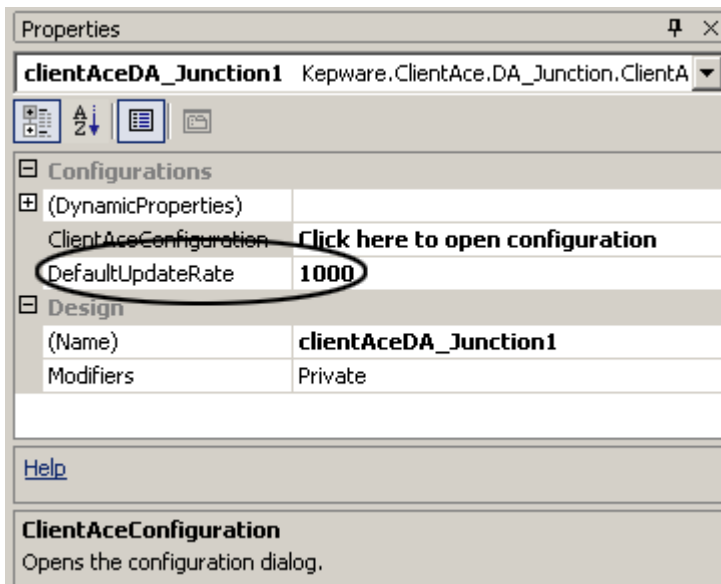 Properties
clientAceDA_Junction1 Kepware.ClientAce.DA_Junction.ClientA
Configurations
(DynamicProperties)
ClientAceConfiguration Click here to open configuration
DefaultUpdateRate 1000
Design
(Name) clientAceDA_Junction1
Modifiers Private
Help
ClientAceConfiguration
Opens the configuration dialog.